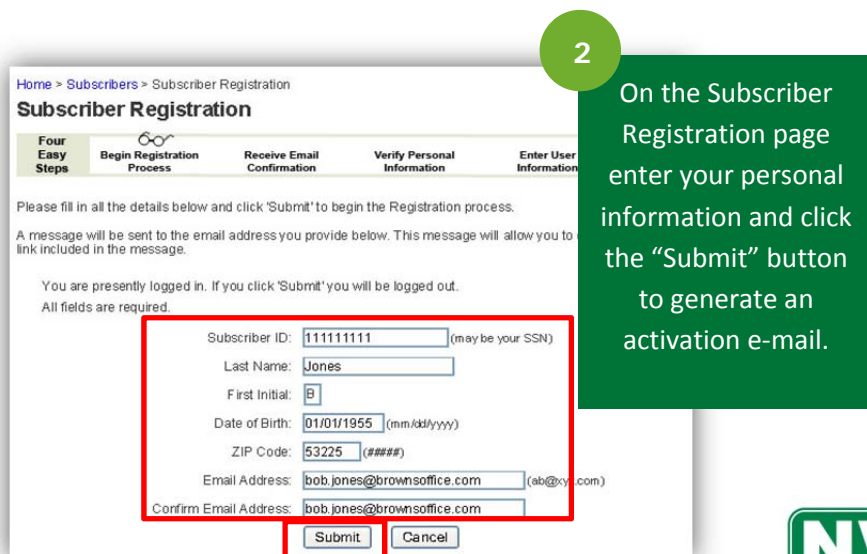 2
Home > Subscribers > Subscriber Registration
Subscriber Registration
Four Easy Steps
Begin Registration Process
Receive Email Confirmation
Verify Personal Information
Enter User Information
Please fill in all the details below and click 'Submit' to begin the Registration process.
A message will be sent to the email address you provide below. This message will allow you to
link included in the message.
You are presently logged in. If you click 'Submit' you will be logged out.
All fields are required.
Subscriber ID: 111111111 (may be your SSN)
Last Name: Jones
First Initial: B
Date of Birth: 01/01/1955 (mm/dd/yyyy)
ZIP Code: 53225 (#####)
Email Address: bob.jones@brownsoffice.com (ab@xy .com)
Confirm Email Address: bob.jones@brownsoffice.com
Submit Cancel
On the Subscriber
Registration page
enter your personal
information and click
the “Submit” button
to generate an
activation e-mail.